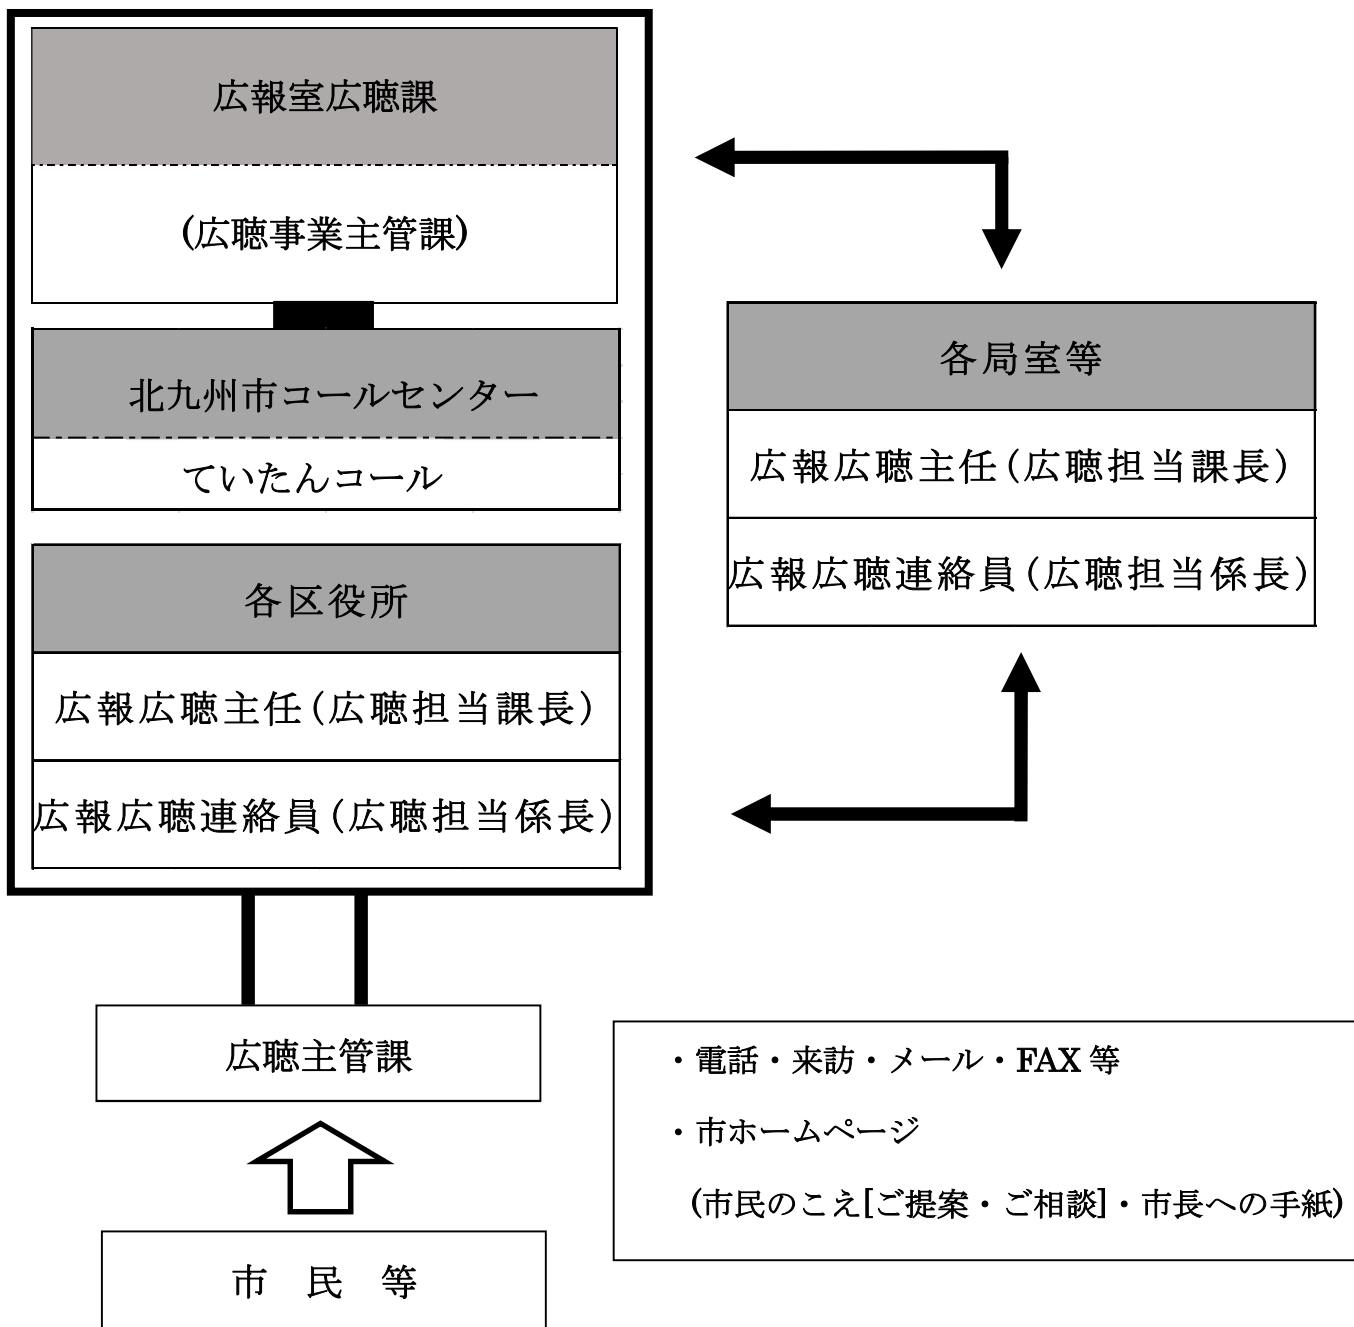 広報室広聴課
(広聴事業主管課)
北九州市コールセンター
ていたんコール
各区役所
広報広聴主任(広聴担当課長)
広報広聴連絡員(広聴担当係長)
各局室等
広報広聴主任(広聴担当課長)
広報広聴連絡員(広聴担当係長)
広聴主管課
市 民 等
・電話・来訪・メール・FAX 等
・市ホームページ
(市民のこえ[ご提案・ご相談]・市長への手紙)